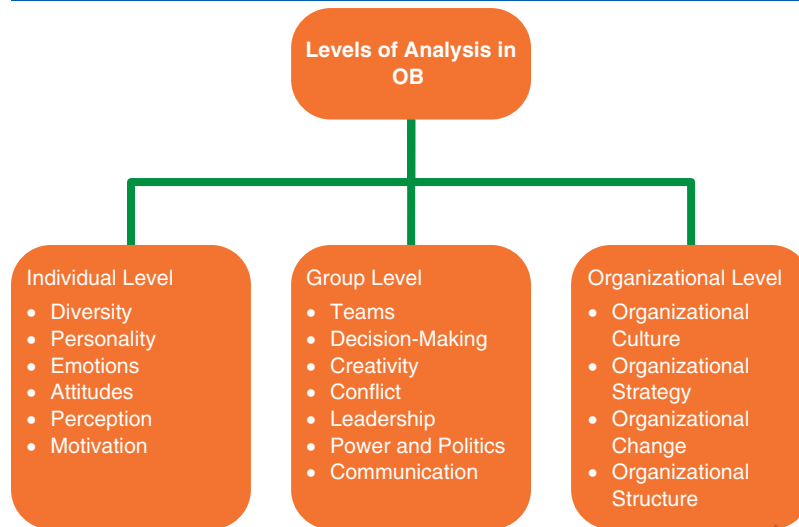 Levels of Analysis in
OB
Individual Level
• Diversity
• Personality
• Emotions
• Attitudes
• Perception
• Motivation
Group Level
• Teams
• Decision-Making
• Creativity
• Conflict
• Leadership
• Power and Politics
• Communication
Organizational Level
• Organizational
Culture
• Organizational
Strategy
• Organizational
Change
• Organizational
Structure